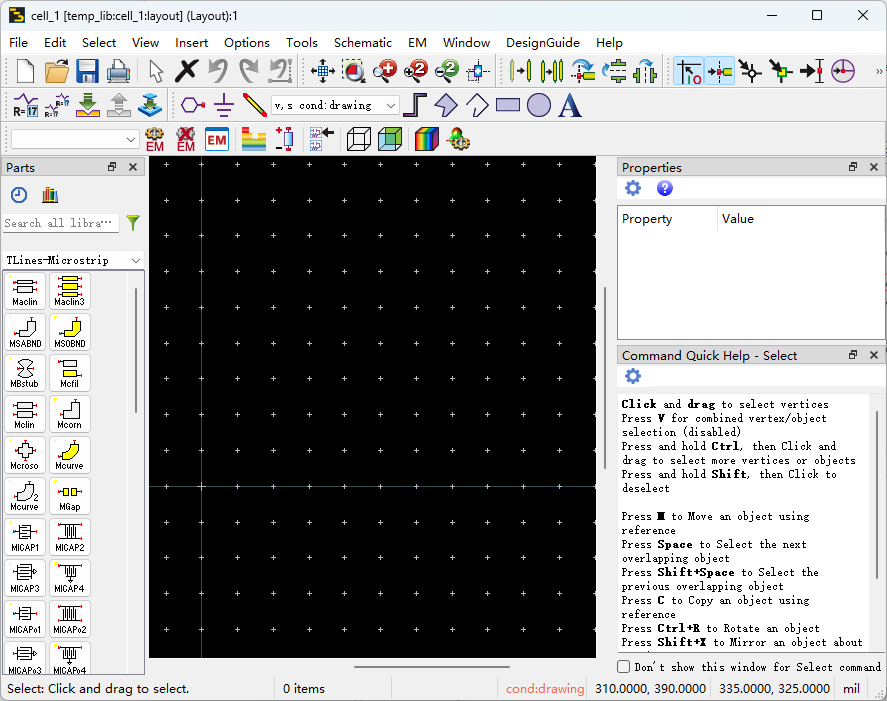 cell_1 [temp_lib:cell_1:layout] (Layout):1
File Edit Select View Insert Options Tools Schematic EM Window DesignGuide Help
+2 -2
R=17 R=17 v,s cond:drawing A
EM EM EM
Parts
Search all libra···
TLines-Microstrip
Maclin Maclin3
MSABND MSOBND
MBstub Mcfil
Mclin Mcorn
Mcroso Mcurve
Mcurve MGap
MICAP1 MICAP2
MICAP3 MICAP4
MICAPo1 MICAPo2
MICAPo3 MICAPo4
Properties
Property Value
Command Quick Help - Select
Click and drag to select vertices
Press V for combined vertex/object
selection (disabled)
Press and hold Ctrl, then Click and
drag to select more vertices or objects
Press and hold Shift, then Click to
deselect
Press M to Move an object using
reference
Press Space to Select the next
overlapping object
Press Shift+Space to Select the
previous overlapping object
Press C to Copy an object using
reference
Press Ctrl+R to Rotate an object
Press Shift+X to Mirror an object about
Don't show this window for Select command
Select: Click and drag to select. 0 items cond:drawing 310.0000, 390.0000 335.0000, 325.0000 mil